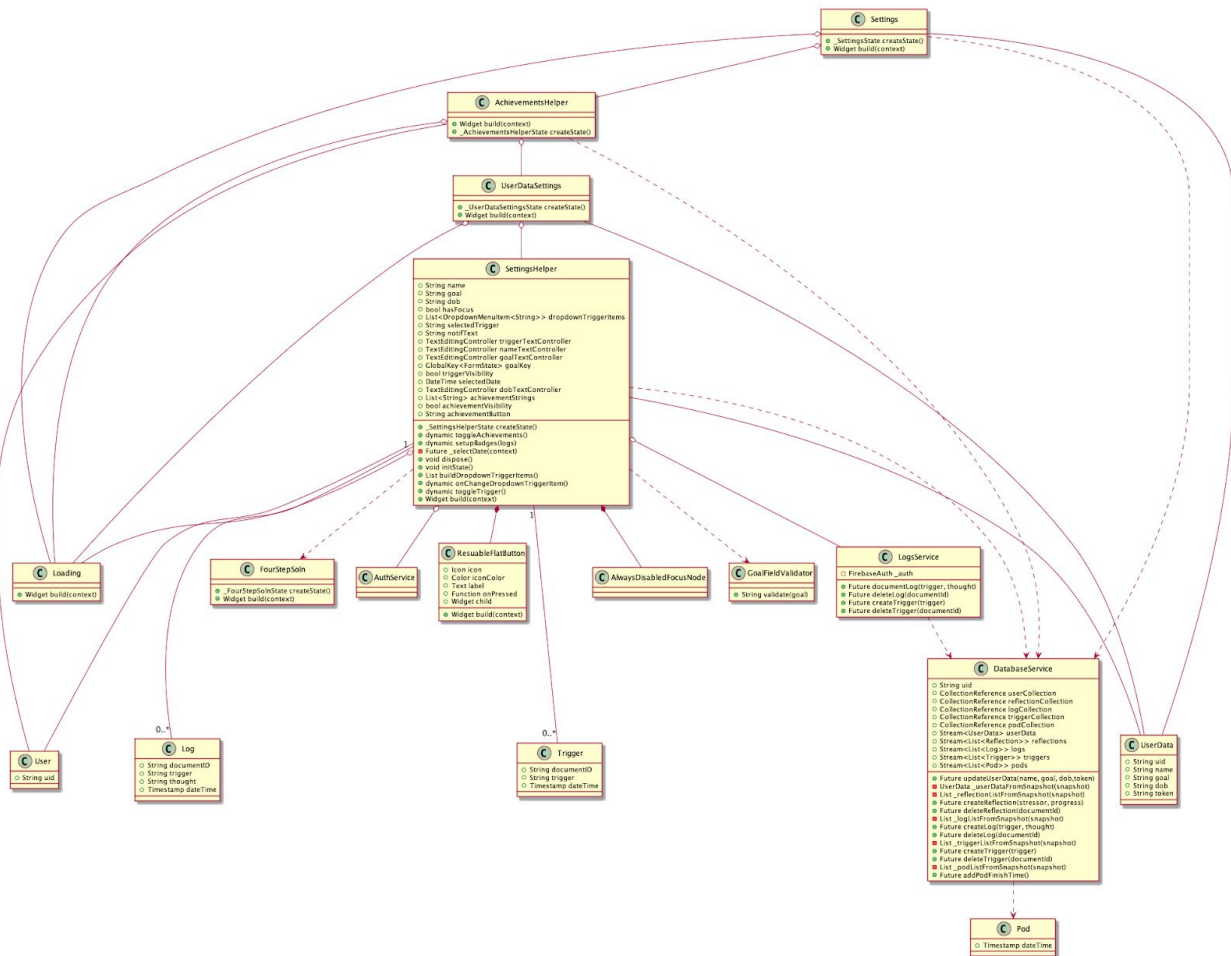 C Settings
_SettingsState createState()
Widget build(context)
C AchievementsHelper
Widget build(context)
_AchievementsHelperState createState()
C UserDataSettings
_UserDataSettingsState createState()
Widget build(context)
C SettingsHelper
String name
String goal
String dob
bool hasFocus
List<DropdownMenuItem<String>> dropdownTriggerItems
String selectedTrigger
String notifText
TextEditingController triggerTextController
TextEditingController nameTextController
TextEditingController goalTextController
GlobalKey<FormState> goalKey
bool triggerVisibility
DateTime selectedDate
TextEditingController dobTextController
List<String> achievementStrings
bool achievementVisibility
String achievementButton
_SettingsHelperState createState()
dynamic toggleAchievements()
dynamic setupBadges(logs)
Future _selectDate(context)
void dispose()
void initState()
List buildDropdownTriggerItems()
dynamic onChangeDropdownTriggerItem()
dynamic toggleTrigger()
Widget build(context)
1
1
C Loading
Widget build(context)
C FourStepSoln
_FourStepSolnState createState()
Widget build(context)
C AuthService
C ResuableFlatButton
Icon icon
Color iconColor
Text label
Function onPressed
Widget child
Widget build(context)
C AlwaysDisabledFocusNode
C GoalFieldValidator
String validate(goal)
C LogsService
FirebaseAuth _auth
Future documentLog(trigger, thought)
Future deleteLog(documentId)
Future createTrigger(trigger)
Future deleteTrigger(documentId)
C User
String uid
0..*
C Log
String documentID
String trigger
String thought
Timestamp dateTime
0..*
C Trigger
String documentID
String trigger
Timestamp dateTime
C DatabaseService
String uid
CollectionReference userCollection
CollectionReference reflectionCollection
CollectionReference logCollection
CollectionReference triggerCollection
CollectionReference podCollection
Stream<UserData> userData
Stream<List<Reflection>> reflections
Stream<List<Log>> logs
Stream<List<Trigger>> triggers
Stream<List<Pod>> pods
Future updateUserData(name, goal, dob,token)
UserData _userDataFromSnapshot(snapshot)
List _reflectionListFromSnapshot(snapshot)
Future createReflection(stressor, progress)
Future deleteReflection(documentId)
List _logListFromSnapshot(snapshot)
Future createLog(trigger, thought)
Future deleteLog(documentId)
List _triggerListFromSnapshot(snapshot)
Future createTrigger(trigger)
Future deleteTrigger(documentId)
List _podListFromSnapshot(snapshot)
Future addPodFinishTime()
C UserData
String uid
String name
String goal
String dob
String token
C Pod
Timestamp dateTime